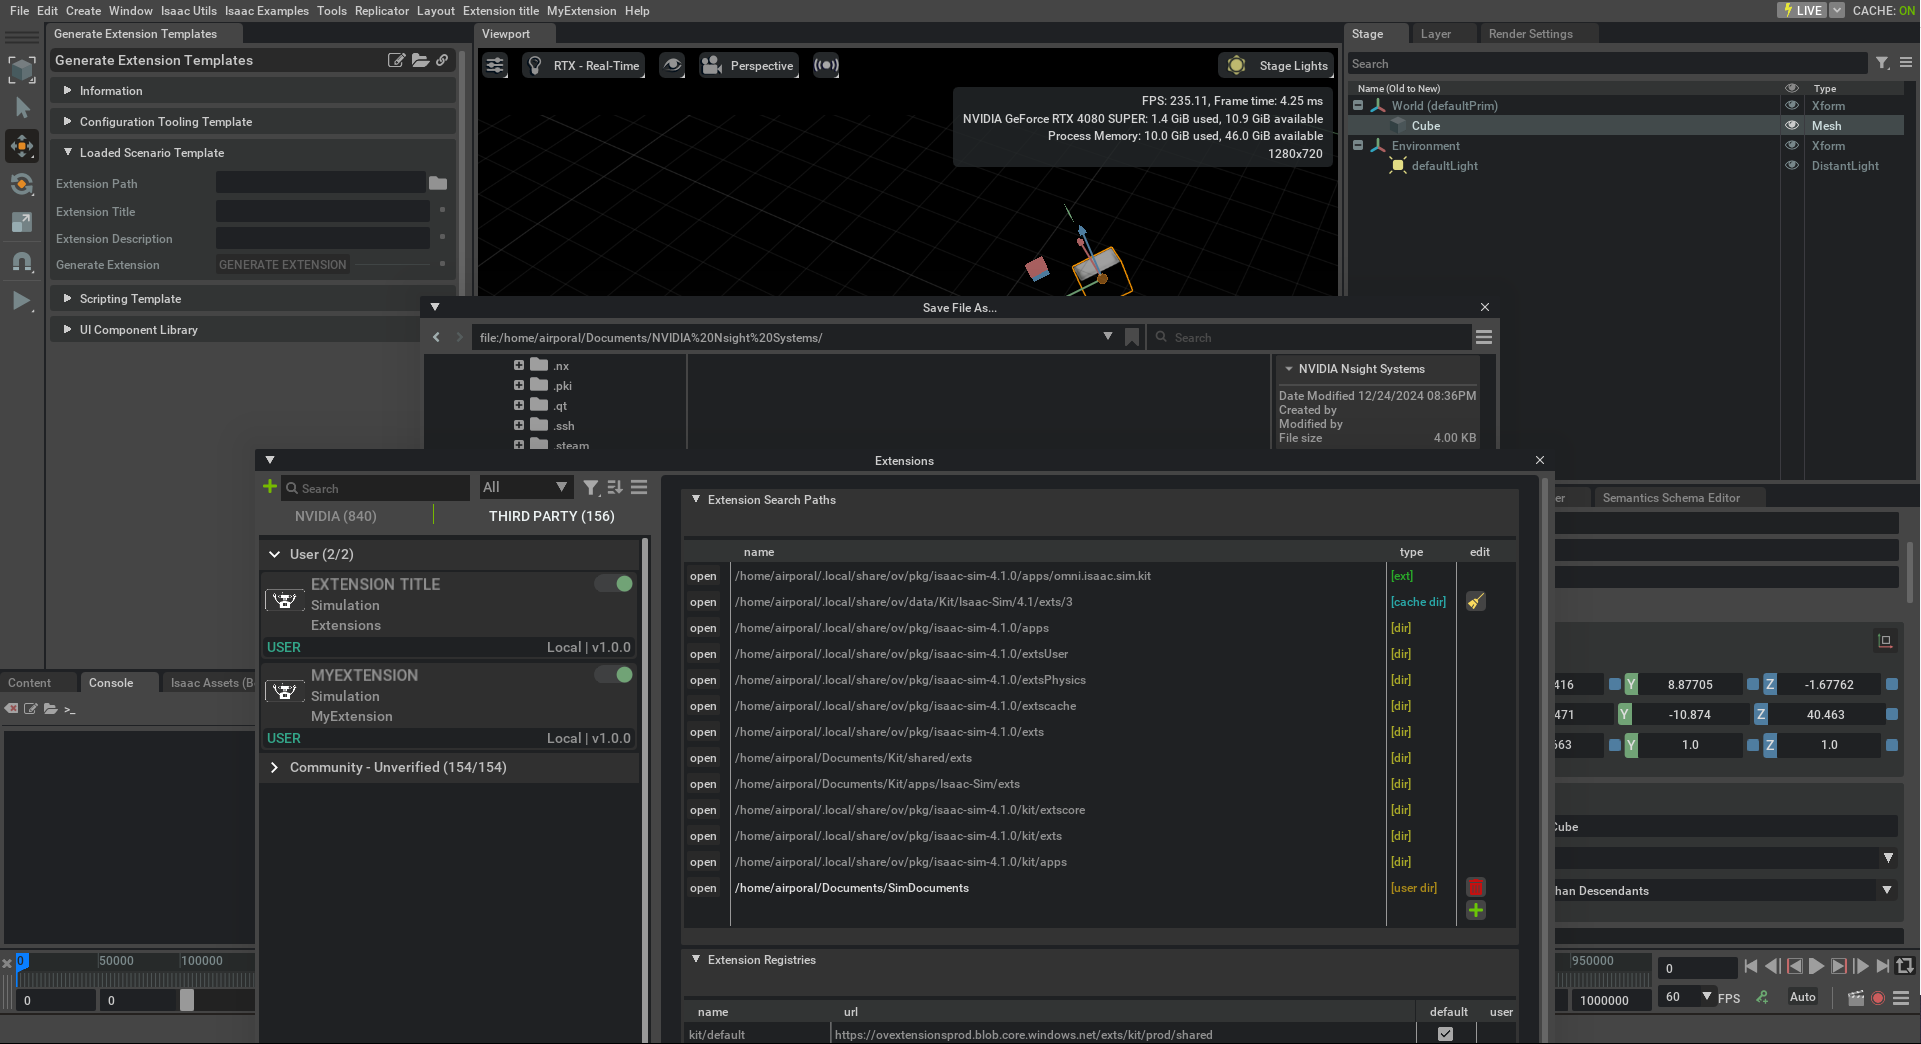 File Edit Create Window Isaac Utils Isaac Examples Tools Replicator Layout Extension title MyExtension Help
LIVE CACHE: ON
Generate Extension Templates
Generate Extension Templates
Information
Configuration Tooling Template
Loaded Scenario Template
Extension Path
Extension Title
Extension Description
Generate Extension GENERATE EXTENSION
Scripting Template
UI Component Library
Viewport
RTX - Real-Time
Perspective
Stage Lights
FPS: 235.11, Frame time: 4.25 ms
NVIDIA GeForce RTX 4080 SUPER: 1.4 GiB used, 10.9 GiB available
Process Memory: 10.0 GiB used, 46.0 GiB available
1280x720
Stage Layer Render Settings
Search
Name (Old to New) Type
World (defaultPrim) Xform
Cube Mesh
Environment Xform
defaultLight DistantLight
Save File As...
file:/home/airporal/Documents/NVIDIA%20Nsight%20Systems/
Search
.nx
.pki
.qt
.ssh
.steam
NVIDIA Nsight Systems
Date Modified 12/24/2024 08:36PM
Created by
Modified by
File size 4.00 KB
Extensions
Search
All
NVIDIA (840)
THIRD PARTY (156)
User (2/2)
EXTENSION TITLE
Simulation
Extensions
USER Local | v1.0.0
MYEXTENSION
Simulation
MyExtension
USER Local | v1.0.0
Community - Unverified (154/154)
Extension Search Paths
name type edit
open /home/airporal/.local/share/ov/pkg/isaac-sim-4.1.0/apps/omni.isaac.sim.kit [ext]
open /home/airporal/.local/share/ov/data/Kit/Isaac-Sim/4.1/exts/3 [cache dir]
open /home/airporal/.local/share/ov/pkg/isaac-sim-4.1.0/apps [dir]
open /home/airporal/.local/share/ov/pkg/isaac-sim-4.1.0/extsUser [dir]
open /home/airporal/.local/share/ov/pkg/isaac-sim-4.1.0/extsPhysics [dir]
open /home/airporal/.local/share/ov/pkg/isaac-sim-4.1.0/extscache [dir]
open /home/airporal/.local/share/ov/pkg/isaac-sim-4.1.0/exts [dir]
open /home/airporal/Documents/Kit/shared/exts [dir]
open /home/airporal/Documents/Kit/apps/Isaac-Sim/exts [dir]
open /home/airporal/.local/share/ov/pkg/isaac-sim-4.1.0/kit/extscore [dir]
open /home/airporal/.local/share/ov/pkg/isaac-sim-4.1.0/kit/exts [dir]
open /home/airporal/.local/share/ov/pkg/isaac-sim-4.1.0/kit/apps [dir]
open /home/airporal/Documents/SimDocuments [user dir]
Extension Registries
name url default user
kit/default https://ovextensionsprod.blob.core.windows.net/exts/kit/prod/shared
er Semantics Schema Editor
416 Y 8.87705 Z -1.67762
471 Y -10.874 Z 40.463
563 Y 1.0 Z 1.0
Cube
han Descendants
Content Console Isaac Assets (B
>_
0 50000 100000
0 0
950000
0
1000000
60 FPS Auto